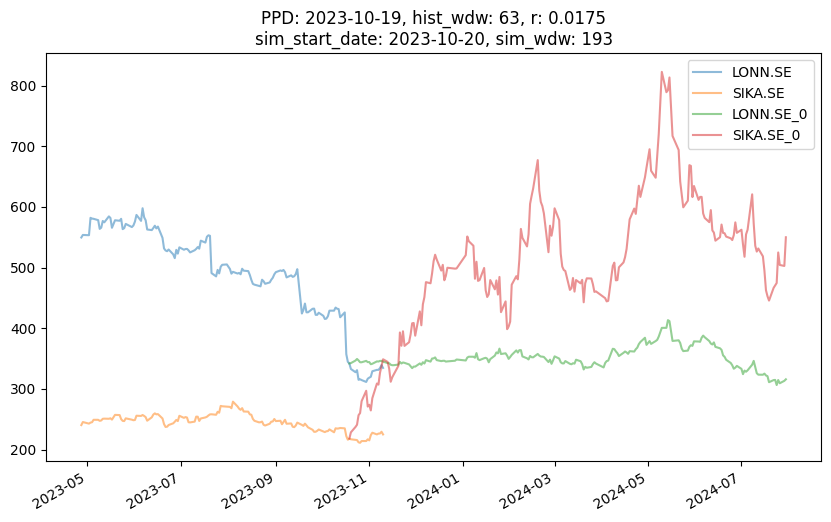 PPD: 2023-10-19, hist_wdw: 63, r: 0.0175
sim_start_date: 2023-10-20, sim_wdw: 193
LONN.SE
SIKA.SE
LONN.SE_0
SIKA.SE_0
800
700
600
500
400
300
200
2023-05
2023-07
2023-09
2023-11
2024-01
2024-03
2024-05
2024-07